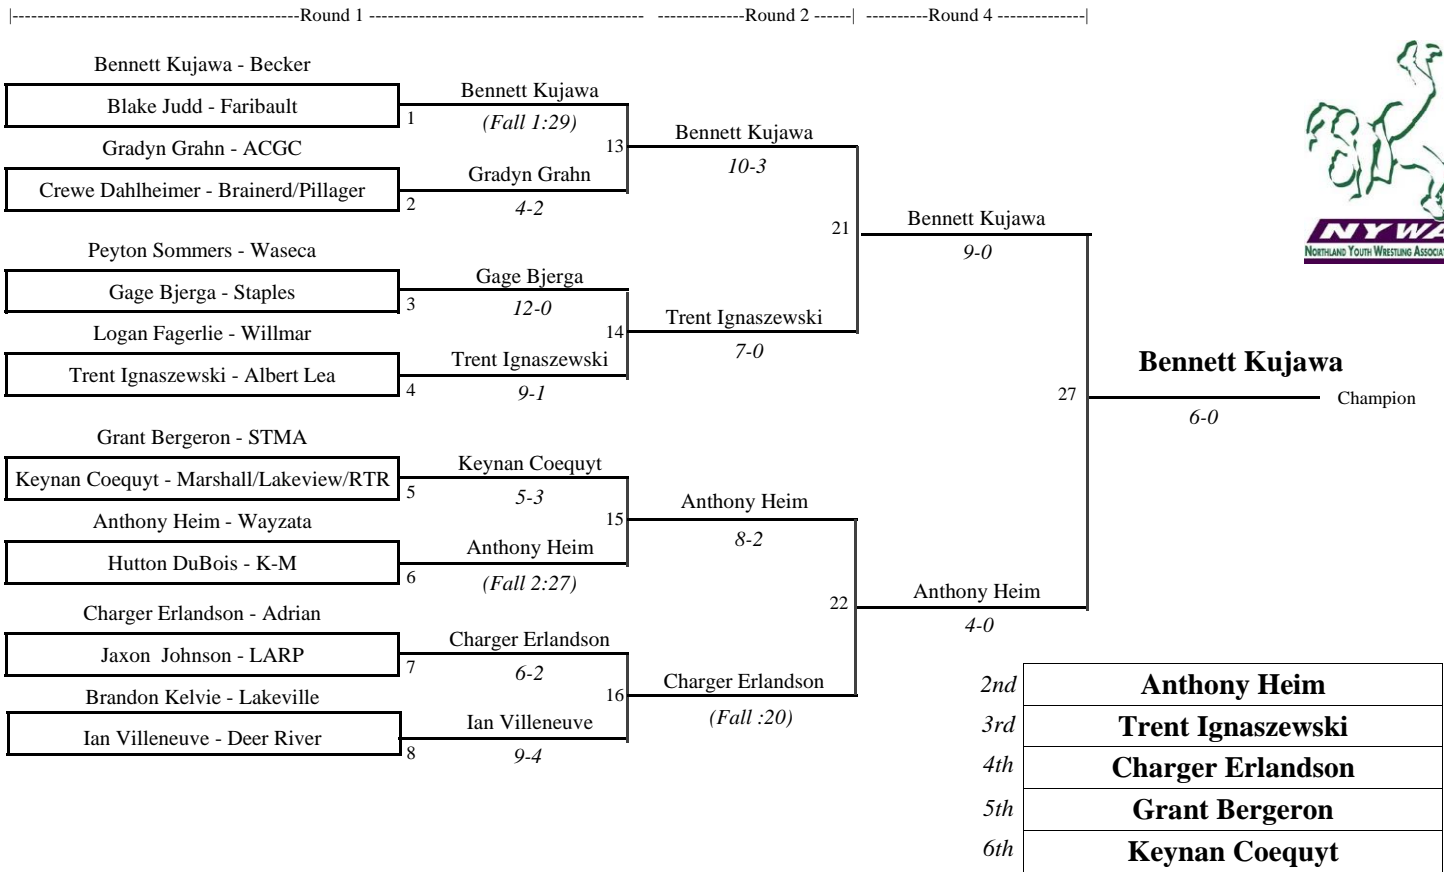 |----------------------------------------------Round 1 --------------------------------------------- --------------Round 2 ------| ----------Round 4 --------------|
Bennett Kujawa - Becker
Blake Judd - Faribault
1
Gradyn Grahn - ACGC
Crewe Dahlheimer - Brainerd/Pillager
2
Peyton Sommers - Waseca
Gage Bjerga - Staples
3
Logan Fagerlie - Willmar
Trent Ignaszewski - Albert Lea
4
Grant Bergeron - STMA
Keynan Coequyt - Marshall/Lakeview/RTR
5
Anthony Heim - Wayzata
Hutton DuBois - K-M
6
Charger Erlandson - Adrian
Jaxon  Johnson - LARP
7
Brandon Kelvie - Lakeville
Ian Villeneuve - Deer River
8
Bennett Kujawa
(Fall 1:29)
13
Gradyn Grahn
4-2
Gage Bjerga
12-0
14
Trent Ignaszewski
9-1
Keynan Coequyt
5-3
15
Anthony Heim
(Fall 2:27)
Charger Erlandson
6-2
16
Ian Villeneuve
9-4
Bennett Kujawa
10-3
21
Trent Ignaszewski
7-0
Anthony Heim
8-2
22
Charger Erlandson
(Fall :20)
Bennett Kujawa
9-0
27
Anthony Heim
4-0
Bennett Kujawa
Champion
6-0
NYWA
NORTHLAND YOUTH WRESTLING
2nd Anthony Heim
3rd Trent Ignaszewski
4th Charger Erlandson
5th Grant Bergeron
6th Keynan Coequyt